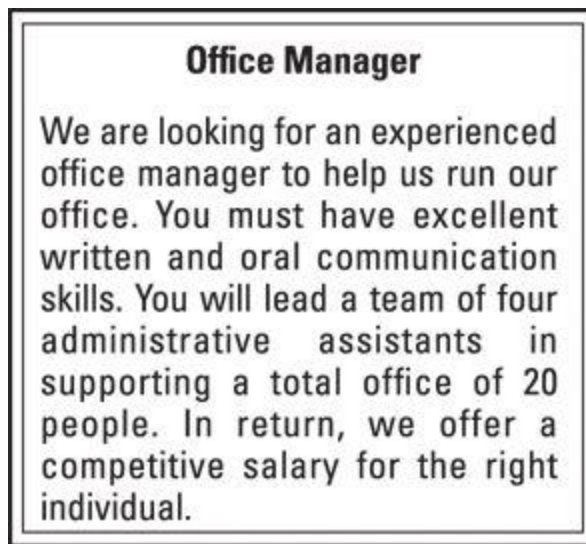 Office Manager
We are looking for an experienced
office manager to help us run our
office. You must have excellent
written and oral communication
skills. You will lead a team of four
administrative assistants in
supporting a total office of 20
people. In return, we offer a
competitive salary for the right
individual.